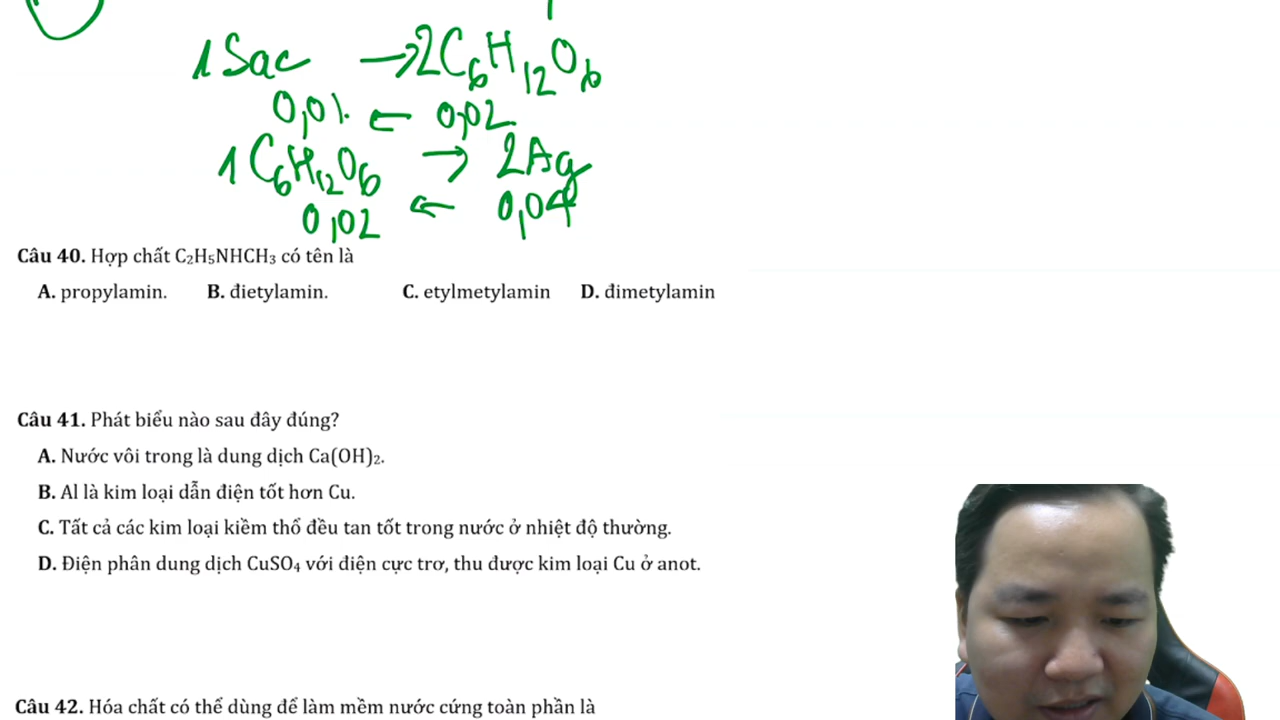 1 Sac → 2C₆H₁₂O₆
0,01 ← 0,02
1 C₆H₁₂O₆ → 2Ag
0,02 ← 0,04
Câu 40. Hợp chất C₂H₅NHCH₃ có tên là
A. propylamin. B. đietylamin. C. etylmetylamin D. đimetylamin
Câu 41. Phát biểu nào sau đây đúng?
A. Nước vôi trong là dung dịch Ca(OH)₂.
B. Al là kim loại dẫn điện tốt hơn Cu.
C. Tất cả các kim loại kiềm thổ đều tan tốt trong nước ở nhiệt độ thường.
D. Điện phân dung dịch CuSO₄ với điện cực trơ, thu được kim loại Cu ở anot.
Câu 42. Hóa chất có thể dùng để làm mềm nước cứng toàn phần là